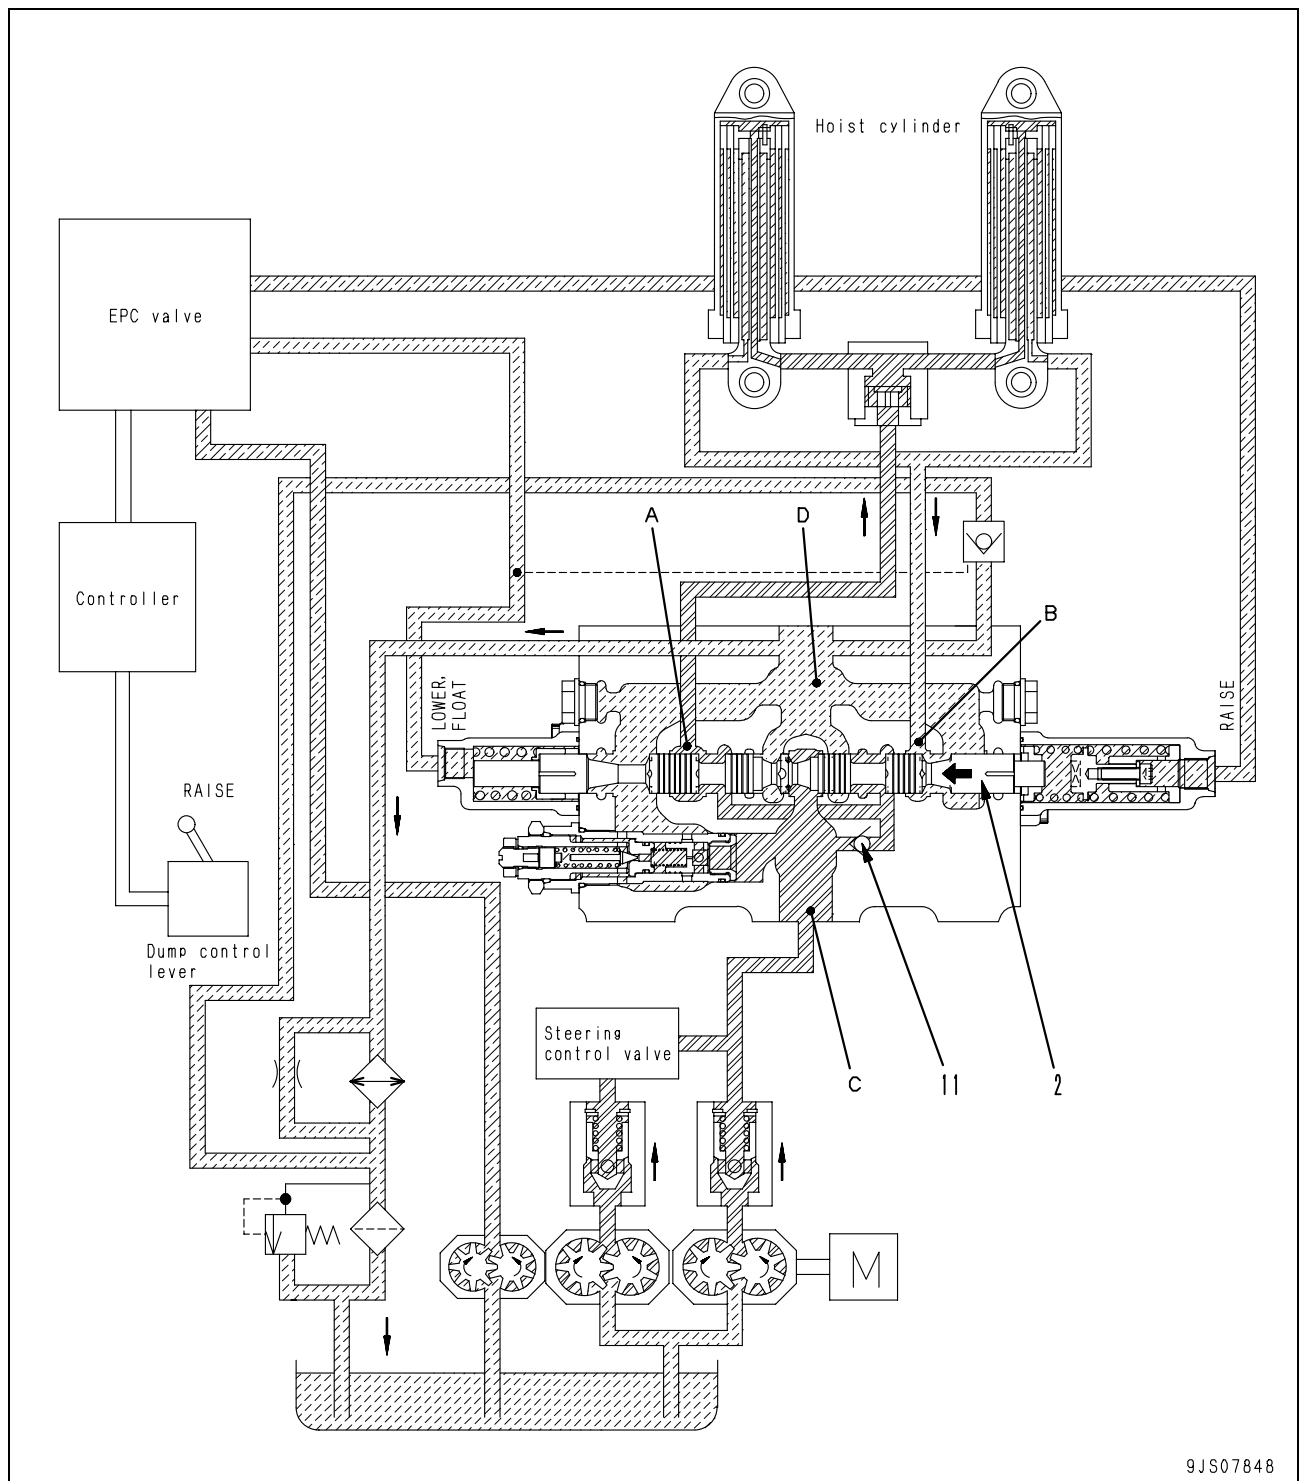 Hoist cylinder
EPC valve
A
D
Controller
B
LOWER,
FLOAT
RAISE
RAISE
Dump control
lever
Steering
control valve
C
11
2
M
9JS07848